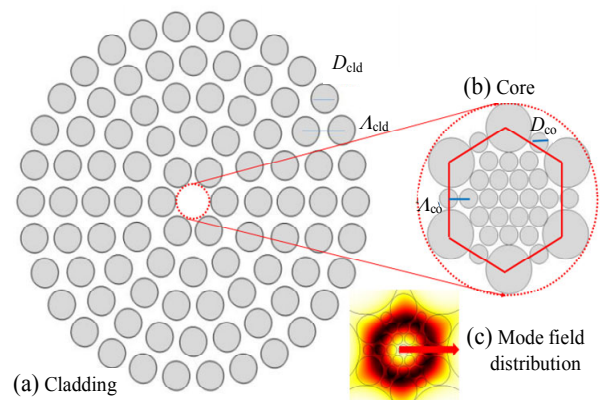 D_cld
Λ_cld
(b) Core
D_co
Λ_co
(c) Mode field
distribution
(a) Cladding